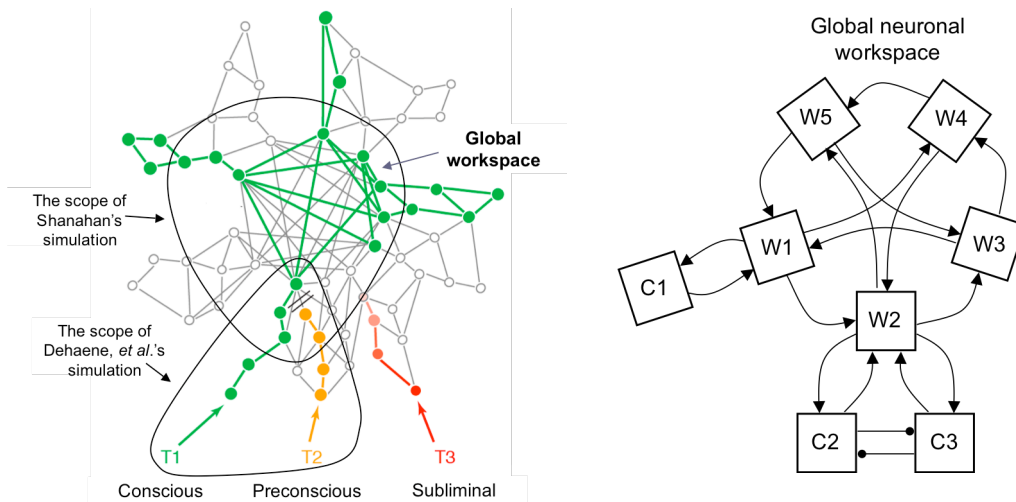 Global
workspace
The scope of
Shanahan's
simulation
The scope of
Dehaene, et al.'s
simulation
T1
T2
T3
Conscious
Preconscious
Subliminal
Global neuronal
workspace
W5
W4
W1
W3
C1
W2
C2
C3